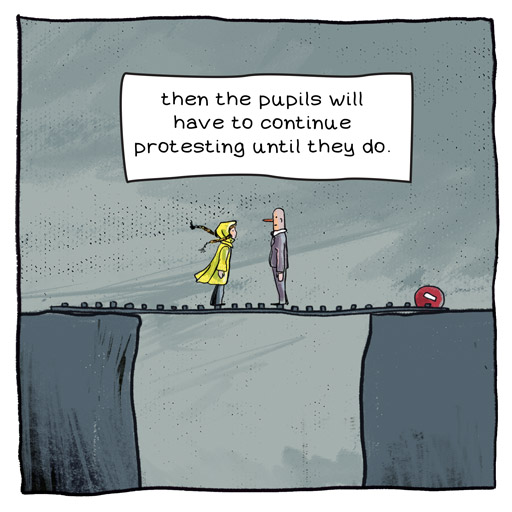 then the pupils will
have to continue
protesting until they do.